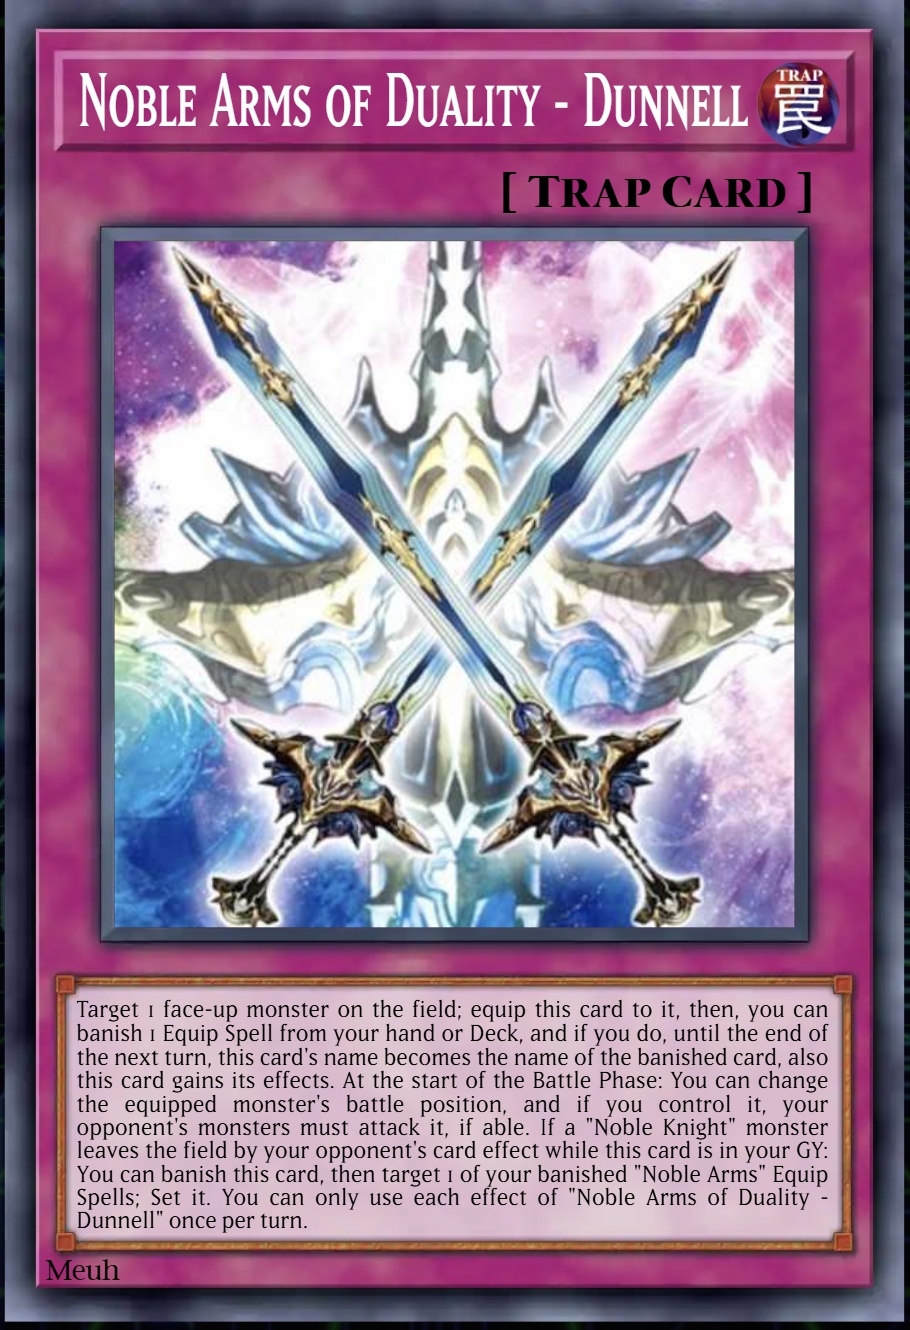 Noble Arms of Duality - Dunnell
TRAP
罠
[ Trap Card ]
Target 1 face-up monster on the field; equip this card to it, then, you can
banish 1 Equip Spell from your hand or Deck, and if you do, until the end of
the next turn, this card's name becomes the name of the banished card, also
this card gains its effects. At the start of the Battle Phase: You can change
the equipped monster's battle position, and if you control it, your
opponent's monsters must attack it, if able. If a "Noble Knight" monster
leaves the field by your opponent's card effect while this card is in your GY:
You can banish this card, then target 1 of your banished "Noble Arms" Equip
Spells; Set it. You can only use each effect of "Noble Arms of Duality -
Dunnell" once per turn.
Meuh